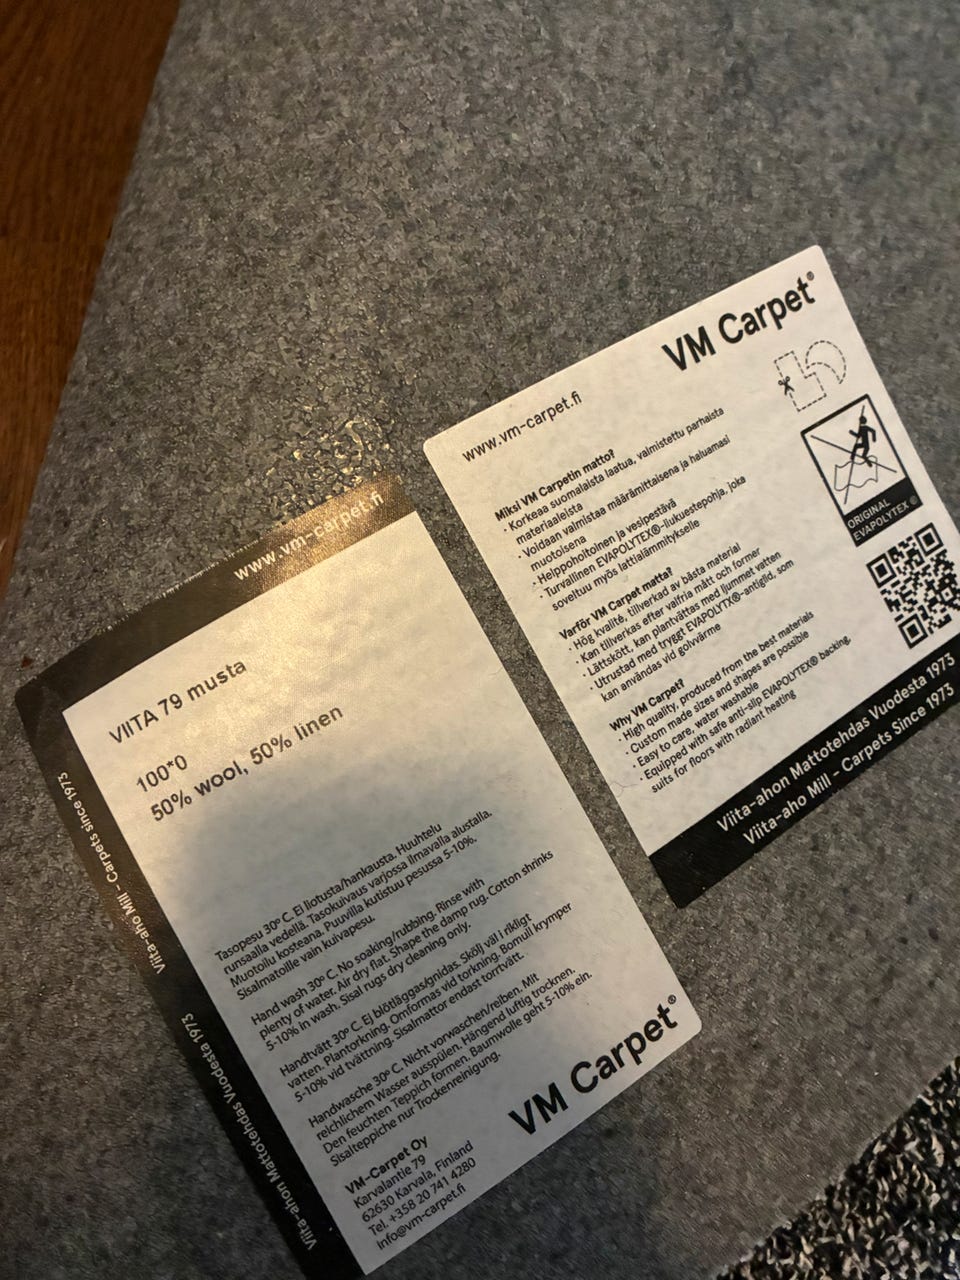 www.vm-carpet.fi
VIITA 79 musta
100*0
50% wool, 50% linen
Tasopesu 30° C. Ei liotusta/hankausta. Huuhtelu
runsaalla vedellä. Tasokuivaus varjossa ilmavalla alustalla.
Muotoilu kosteana. Puuvilla kutistuu pesussa 5-10%.
Sisalmatoille vain kuivapesu.
Hand wash 30° C. No soaking/rubbing. Rinse with
plenty of water. Air dry flat. Shape the damp rug. Cotton shrinks
5-10% in wash. Sisal rugs dry cleaning only.
Handtvätt 30° C. Ej blötläggas/gnidas. Skölj väl i rikligt
vatten. Plantorkning. Omformas vid torkning. Bomull krymper
5-10% vid tvättning. Sisalmattor endast torrtvätt.
Handwasche 30° C. Nicht vorwaschen/reiben. Mit
reichlichem Wasser ausspülen. Hängend luftig trocknen.
Den feuchten Teppich formen. Baumwolle geht 5-10% ein.
Sisalteppiche nur Trockenreinigung.
VM-Carpet Oy
Karvalantie 79
62630 Karvala, Finland
Tel. +358 20 741 4280
info@vm-carpet.fi
VM Carpet®
Viita-aho Mill - Carpets since 1973
Viita-ahon Mattotehdas Vuodesta 1973
VM Carpet®
www.vm-carpet.fi
Miksi VM Carpetin matto?
· Korkeaa suomalaista laatua, valmistettu parhaista
materiaaleista
· Voidaan valmistaa määrämittaisena ja haluamasi
muotoisena
· Helppohoitoinen ja vesipestävä
· Turvallinen EVAPOLYTEX®-liukuestepohja, joka
soveltuu myös lattialämmitykselle
Varför VM Carpet matta?
· Hög kvalité, tillverkad av bästa material
· Kan tillverkas efter valfria mått och former
· Lättskött, kan plantvättas med ljummet vatten
· Utrustad med tryggt EVAPOLYTX®-antiglid, som
kan användas vid golvvärme
Why VM Carpet?
· High quality, produced from the best materials
· Custom made sizes and shapes are possible
· Easy to care, water washable
· Equipped with safe anti-slip EVAPOLYTEX® backing,
suits for floors with radiant heating
ORIGINAL
EVAPOLYTEX®
Viita-ahon Mattotehdas Vuodesta 1973
Viita-aho Mill - Carpets Since 1973